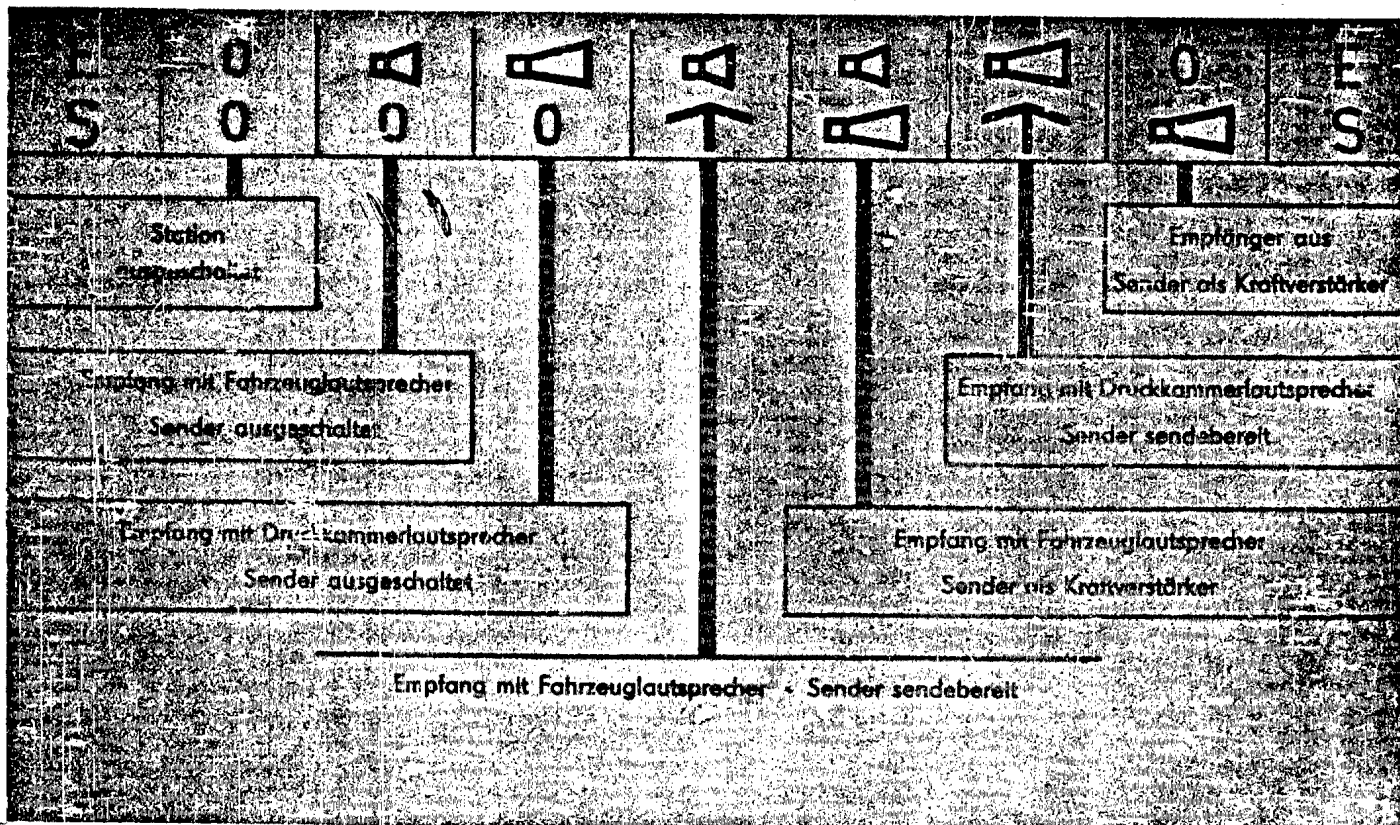 E 0 0 E
S 0 0 0 S
Station
ausgeschaltet
Empfänger aus
Sender als Kraftverstärker
Empfang mit Fahrzeuglautsprecher
Sender ausgeschaltet
Empfang mit Druckkammerlautsprecher
Sender sendebereit
Empfang mit Druckkammerlautsprecher
Sender ausgeschaltet
Empfang mit Fahrzeuglautsprecher
Sender als Kraftverstärker
Empfang mit Fahrzeuglautsprecher - Sender sendebereit